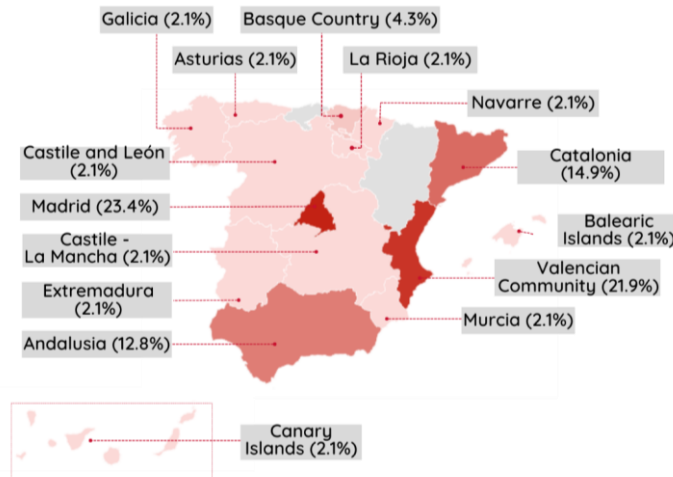 Galicia (2.1%)
Basque Country (4.3%)
Asturias (2.1%)
La Rioja (2.1%)
Navarre (2.1%)
Castile and León
(2.1%)
Catalonia
(14.9%)
Madrid (23.4%)
Balearic
Islands (2.1%)
Castile -
La Mancha (2.1%)
Valencian
Community (21.9%)
Extremadura
(2.1%)
Murcia (2.1%)
Andalusia (12.8%)
Canary
Islands (2.1%)